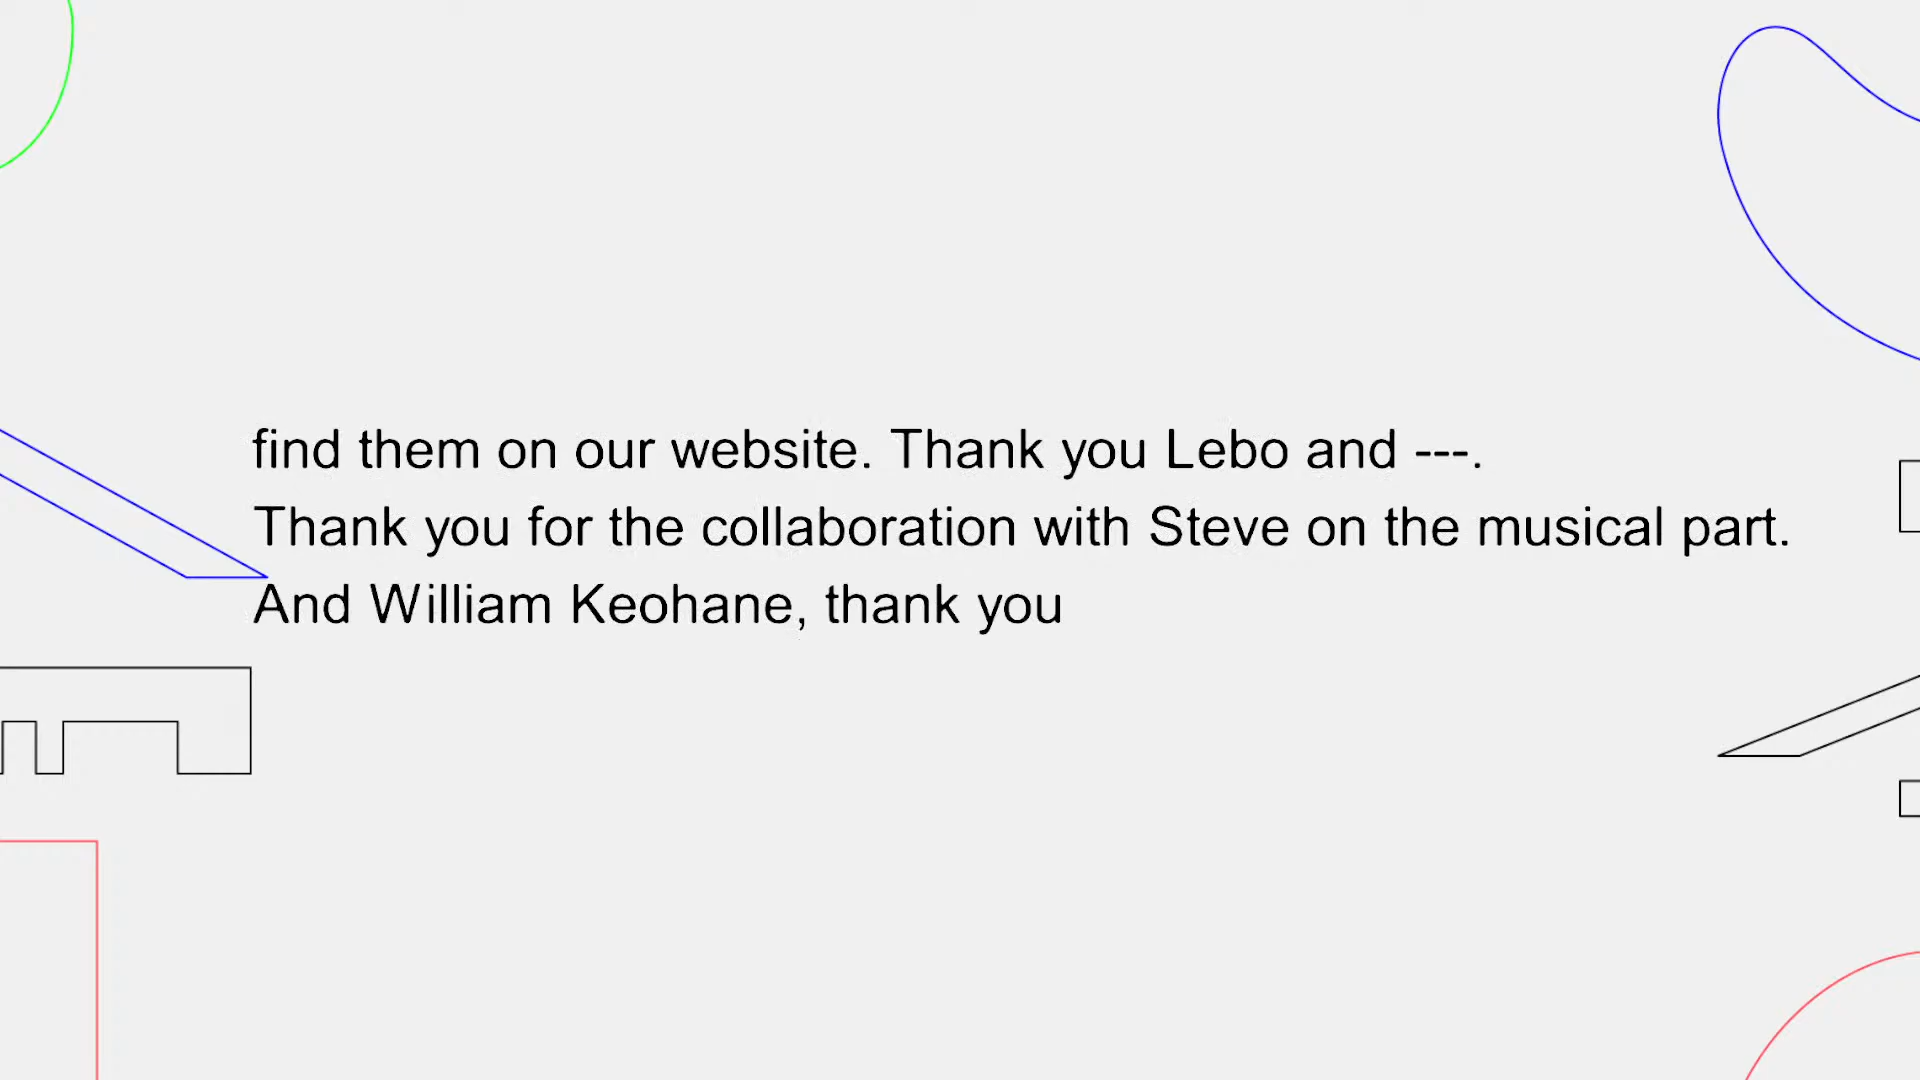 find them on our website. Thank you Lebo and ---.
Thank you for the collaboration with Steve on the musical part.
And William Keohane, thank you